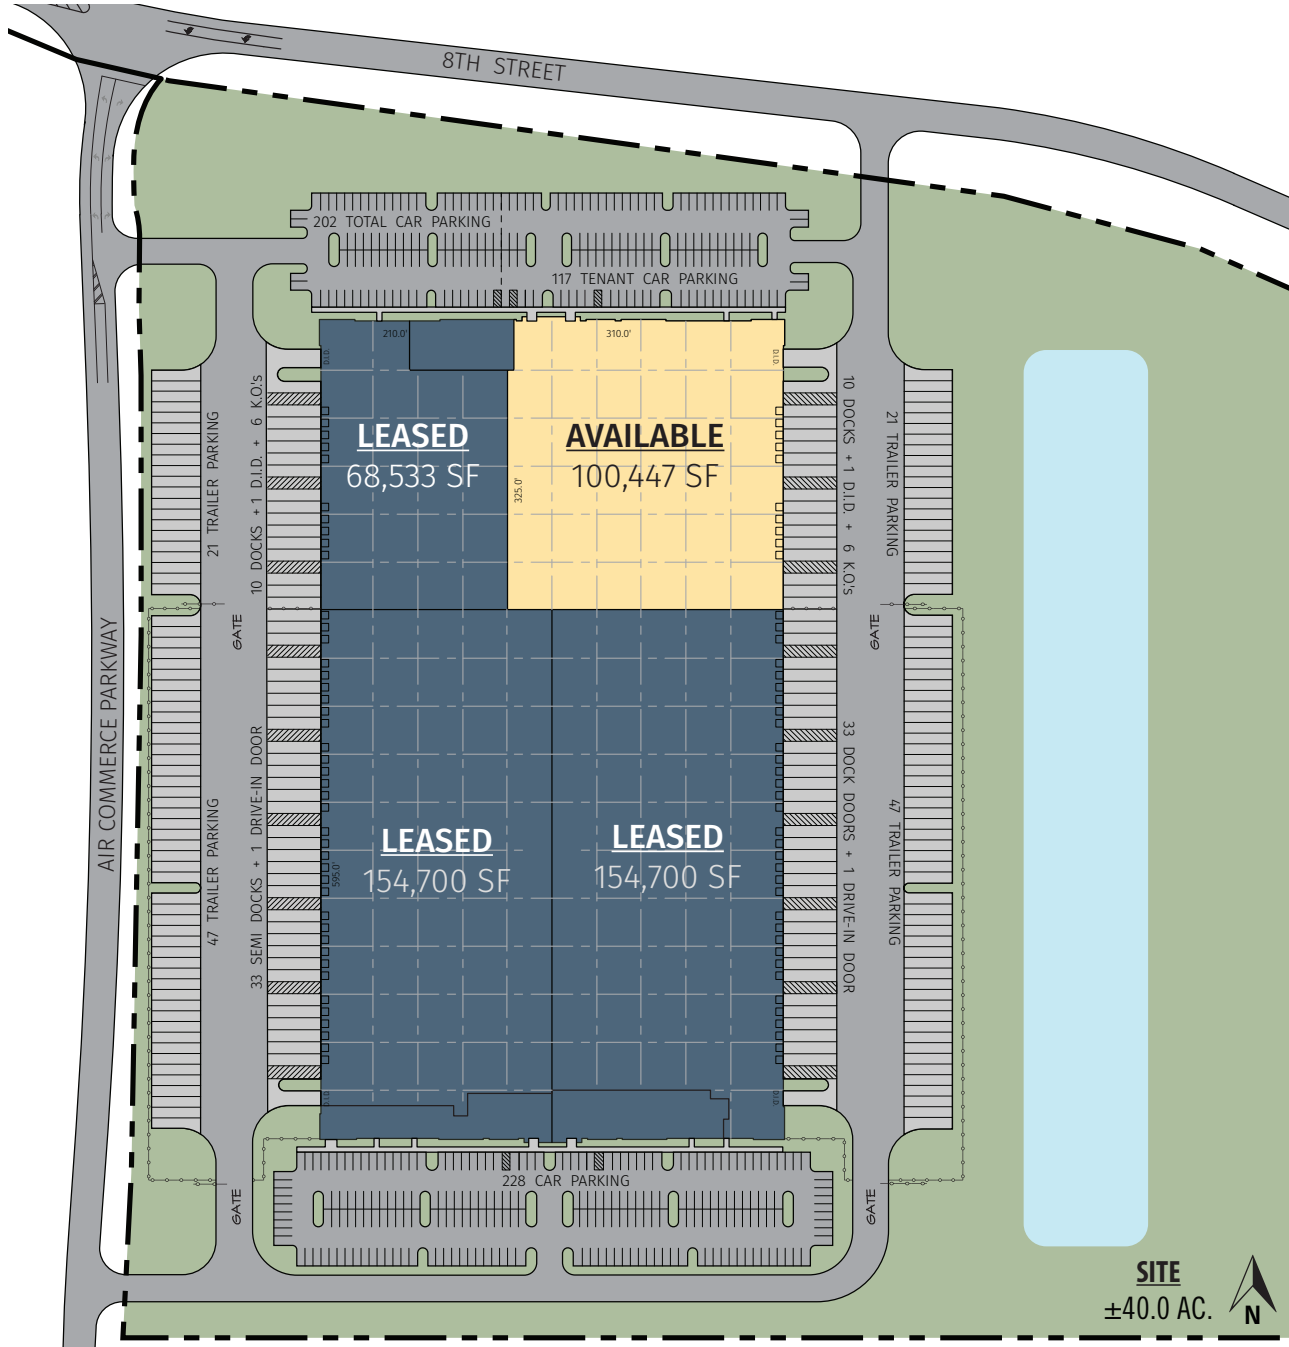 8TH STREET
202 TOTAL CAR PARKING
117 TENANT CAR PARKING
210.0'
310.0'
D.I.D.
D.I.D.
LEASED
68,533 SF
AVAILABLE
100,447 SF
325.0'
21 TRAILER PARKING
10 DOCKS +1 D.I.D. + 6 K.O.'s
10 DOCKS +1 D.I.D. + 6 K.O.'s
21 TRAILER PARKING
GATE
GATE
AIR COMMERCE PARKWAY
47 TRAILER PARKING
33 SEMI DOCKS + 1 DRIVE-IN DOOR
595.0'
LEASED
154,700 SF
LEASED
154,700 SF
33 DOCK DOORS + 1 DRIVE-IN DOOR
47 TRAILER PARKING
D.I.D.
D.I.D.
228 CAR PARKING
GATE
GATE
SITE
±40.0 AC.
N